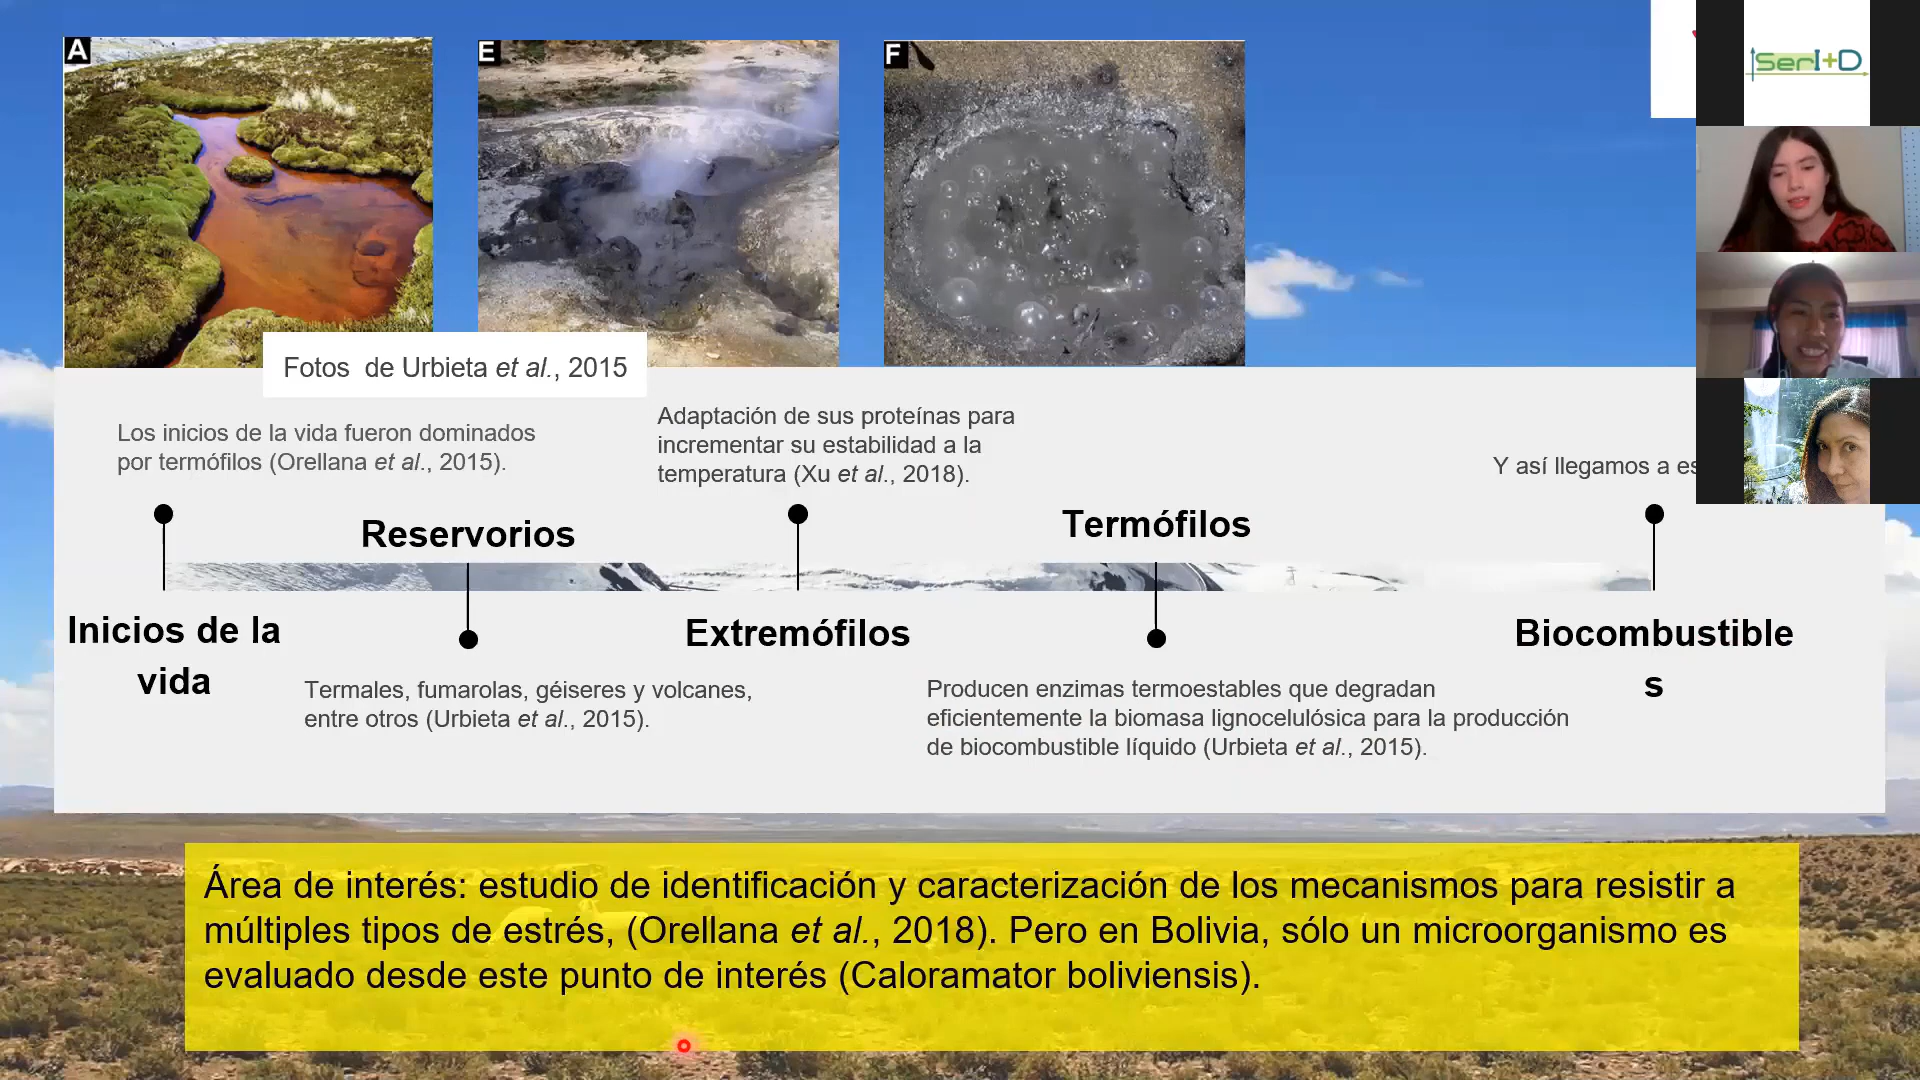 A
E
F
SerI+D
Fotos de Urbieta et al., 2015
Los inicios de la vida fueron dominados
por termófilos (Orellana et al., 2015).
Adaptación de sus proteínas para
incrementar su estabilidad a la
temperatura (Xu et al., 2018).
Y así llegamos a es
Reservorios
Termófilos
Inicios de la
vida
Extremófilos
Biocombustible
s
Termales, fumarolas, géiseres y volcanes,
entre otros (Urbieta et al., 2015).
Producen enzimas termoestables que degradan
eficientemente la biomasa lignocelulósica para la producción
de biocombustible líquido (Urbieta et al., 2015).
Área de interés: estudio de identificación y caracterización de los mecanismos para resistir a
múltiples tipos de estrés, (Orellana et al., 2018). Pero en Bolivia, sólo un microorganismo es
evaluado desde este punto de interés (Caloramator boliviensis).